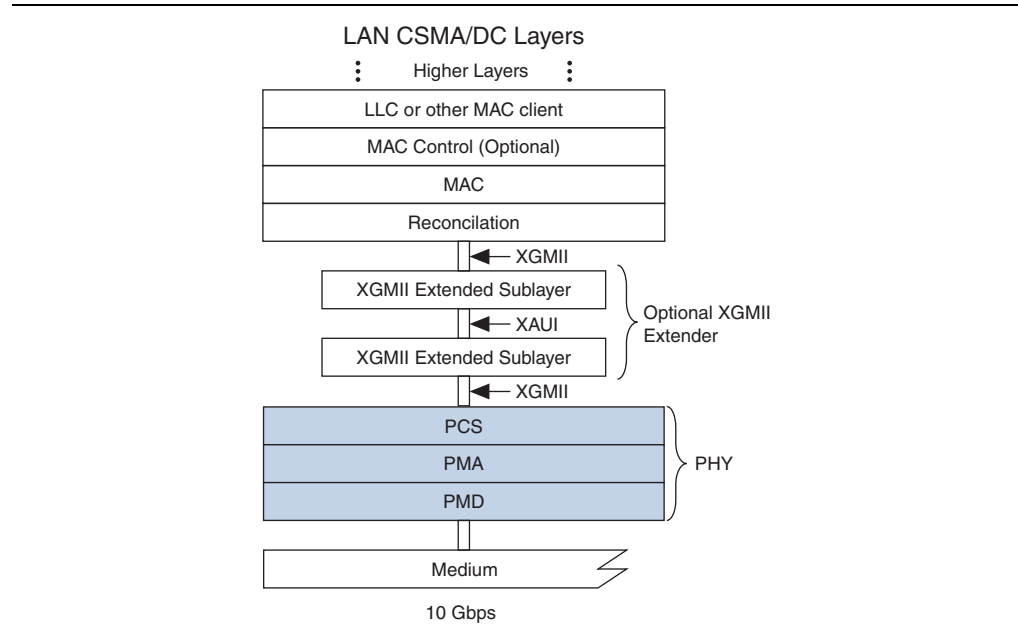 LAN CSMA/DC Layers
Higher Layers
LLC or other MAC client
MAC Control (Optional)
MAC
Reconcilation
XGMII
XGMII Extended Sublayer
XAUI
Optional XGMII
Extender
XGMII Extended Sublayer
XGMII
PCS
PMA
PHY
PMD
Medium
10 Gbps